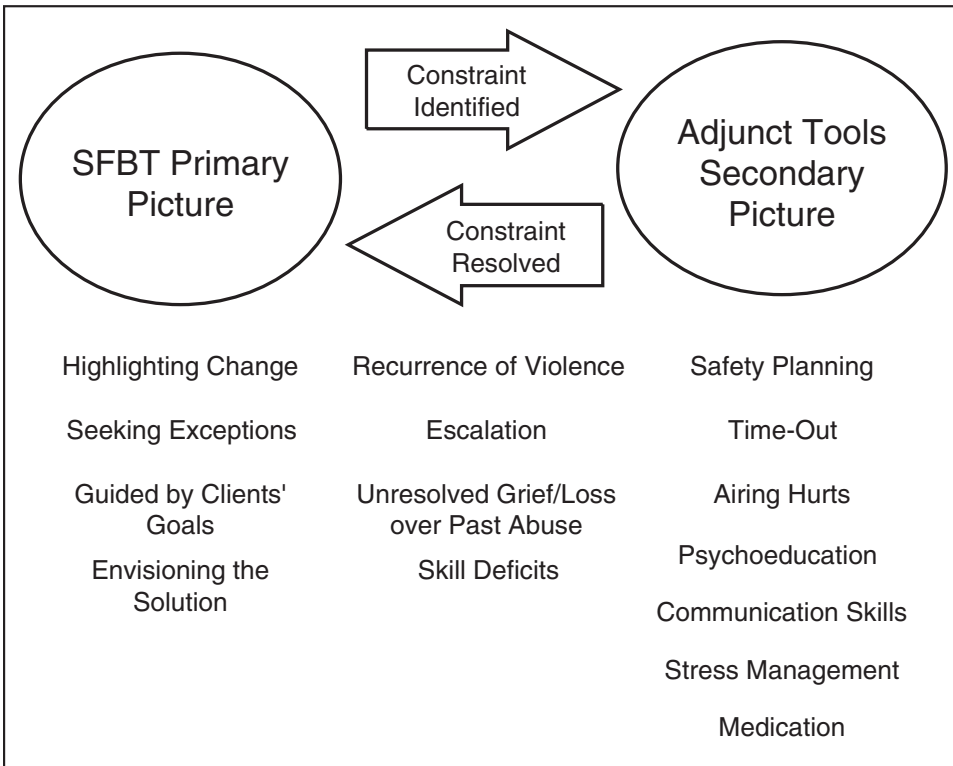 SFBT Primary
Picture
Constraint
Identified
Constraint
Resolved
Adjunct Tools
Secondary
Picture
Highlighting Change
Seeking Exceptions
Guided by Clients'
Goals
Envisioning the
Solution
Recurrence of Violence
Escalation
Unresolved Grief/Loss
over Past Abuse
Skill Deficits
Safety Planning
Time-Out
Airing Hurts
Psychoeducation
Communication Skills
Stress Management
Medication